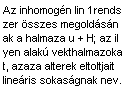 Az inhomogén lin 1rends
zer összes megoldásán
ak a halmaza u + H; az il
yen alakú vekthalmazoka
t, azaza alterek eltoltjait
lineáris sokaságnak nev.